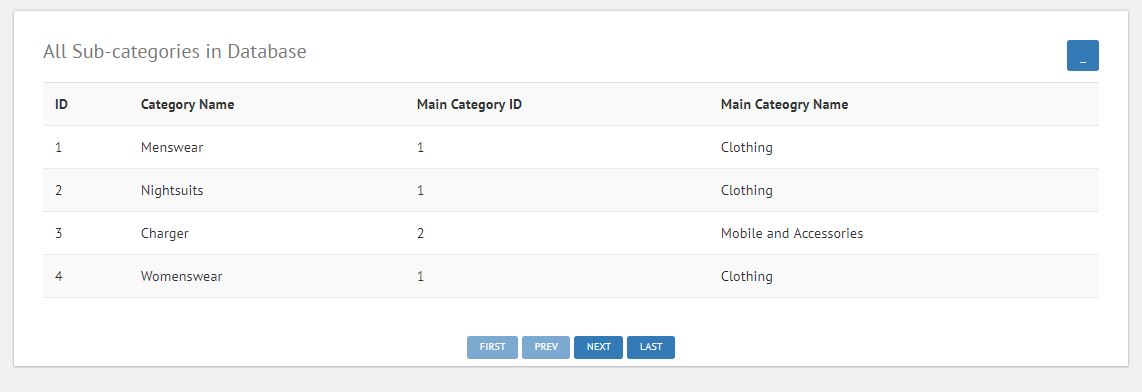 All Sub-categories in Database
_
ID Category Name Main Category ID Main Cateogry Name
1 Menswear 1 Clothing
2 Nightsuits 1 Clothing
3 Charger 2 Mobile and Accessories
4 Womenswear 1 Clothing
FIRST PREV NEXT LAST